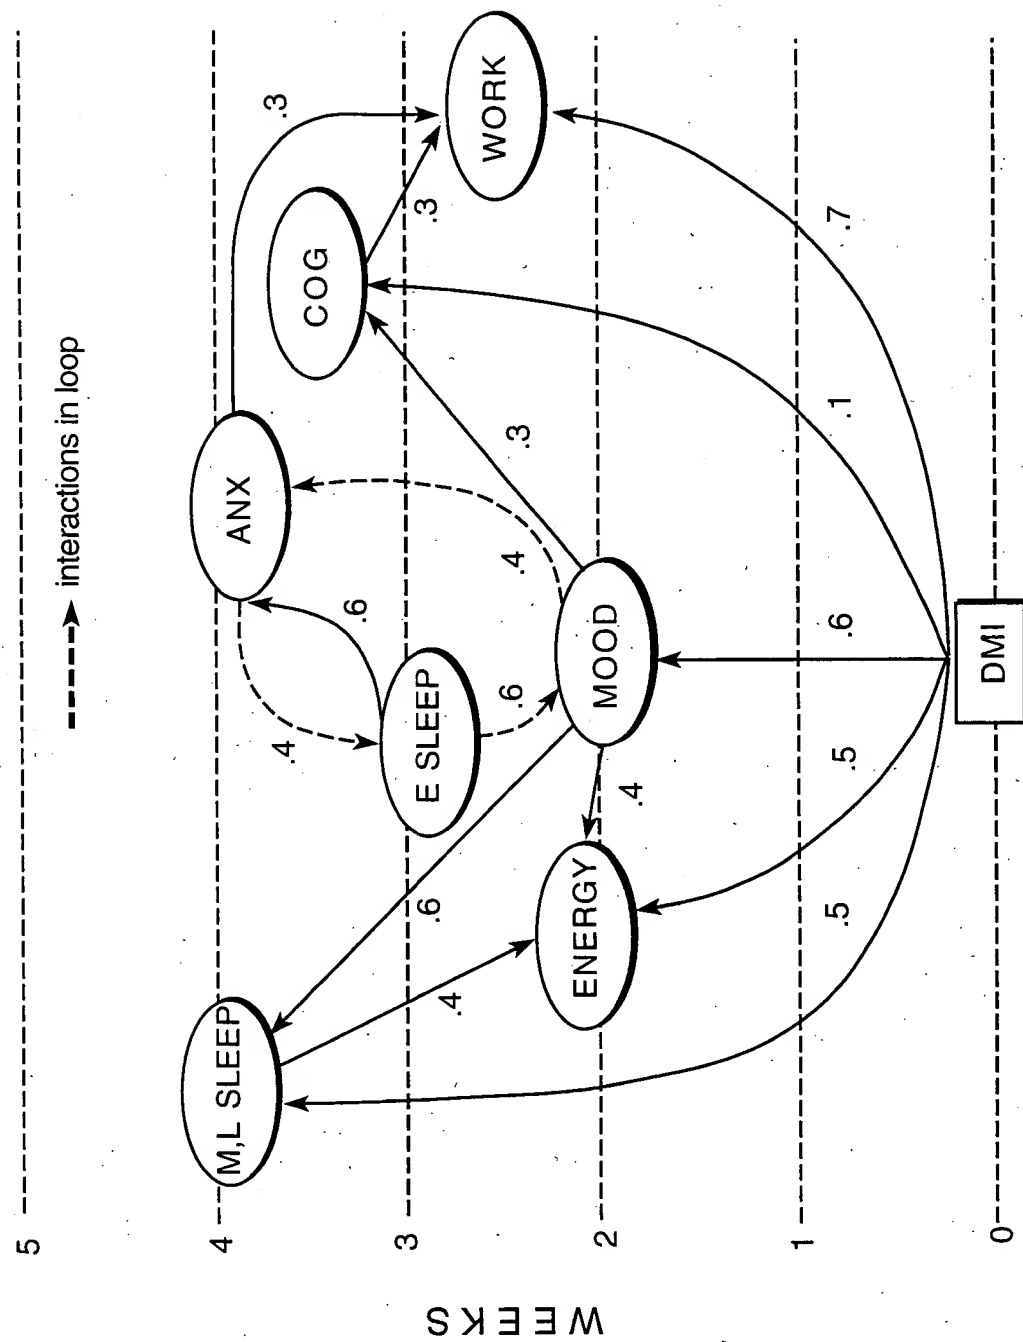 interactions in loop
5
4
3
2
1
0
WEEKS
M,L SLEEP
ANX
COG
WORK
E SLEEP
MOOD
ENERGY
DMI
.3
.3
.6
.4
.4
.3
.6
.6
.4
.4
.7
.1
.6
.5
.5